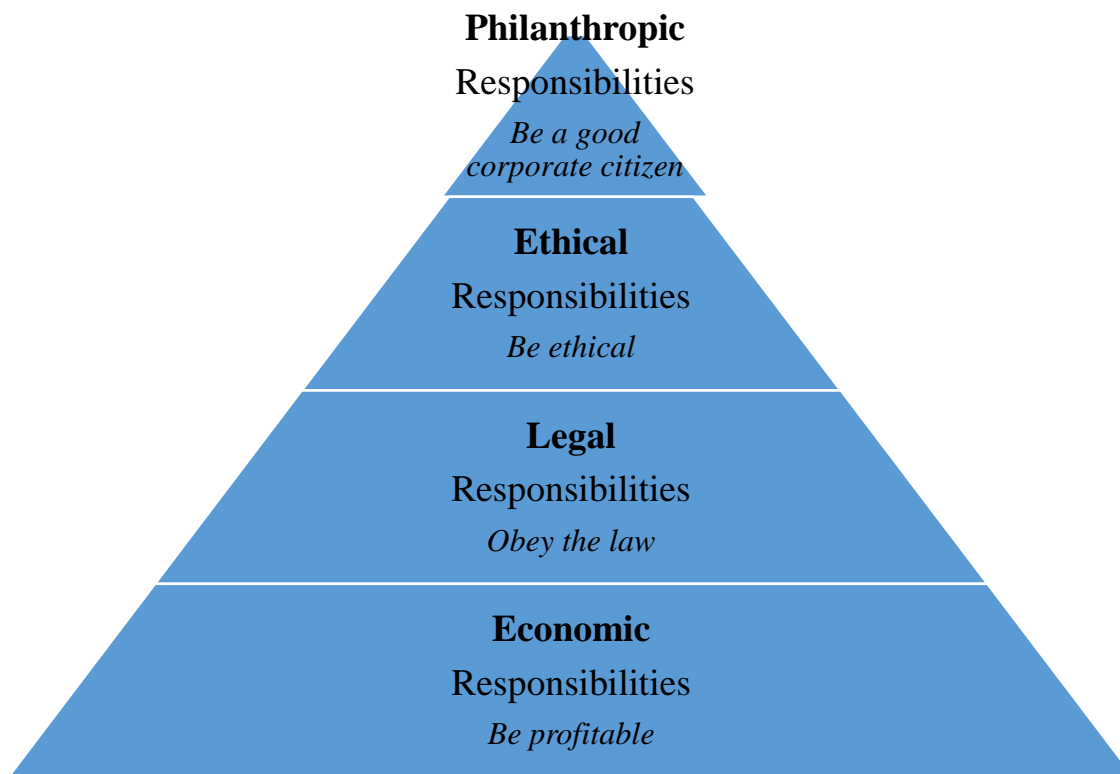 Philanthropic
Responsibilities
Be a good
corporate citizen
Ethical
Responsibilities
Be ethical
Legal
Responsibilities
Obey the law
Economic
Responsibilities
Be profitable